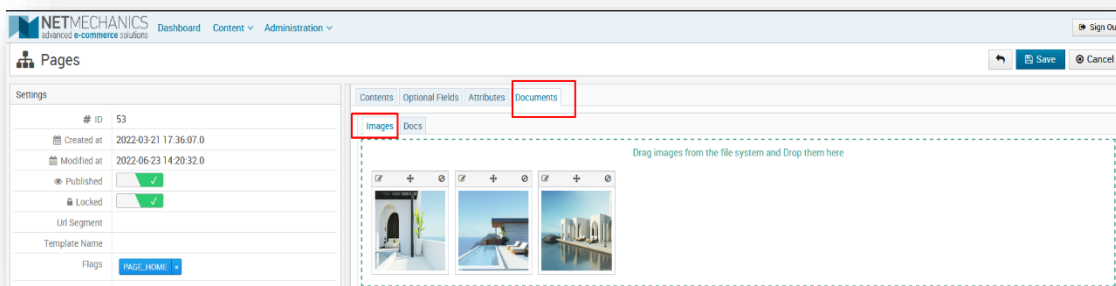 NETMECHANICS
advanced e-commerce solutions
Dashboard Content Administration
Sign Ou
Pages
Save Cancel
Settings
# ID 53
Created at 2022-03-21 17:36:07.0
Modified at 2022-06-23 14:20:32.0
Published
Locked
Url Segment
Template Name
Flags PAGE_HOME ×
Contents Optional Fields Attributes Documents
Images Docs
Drag images from the file system and Drop them here